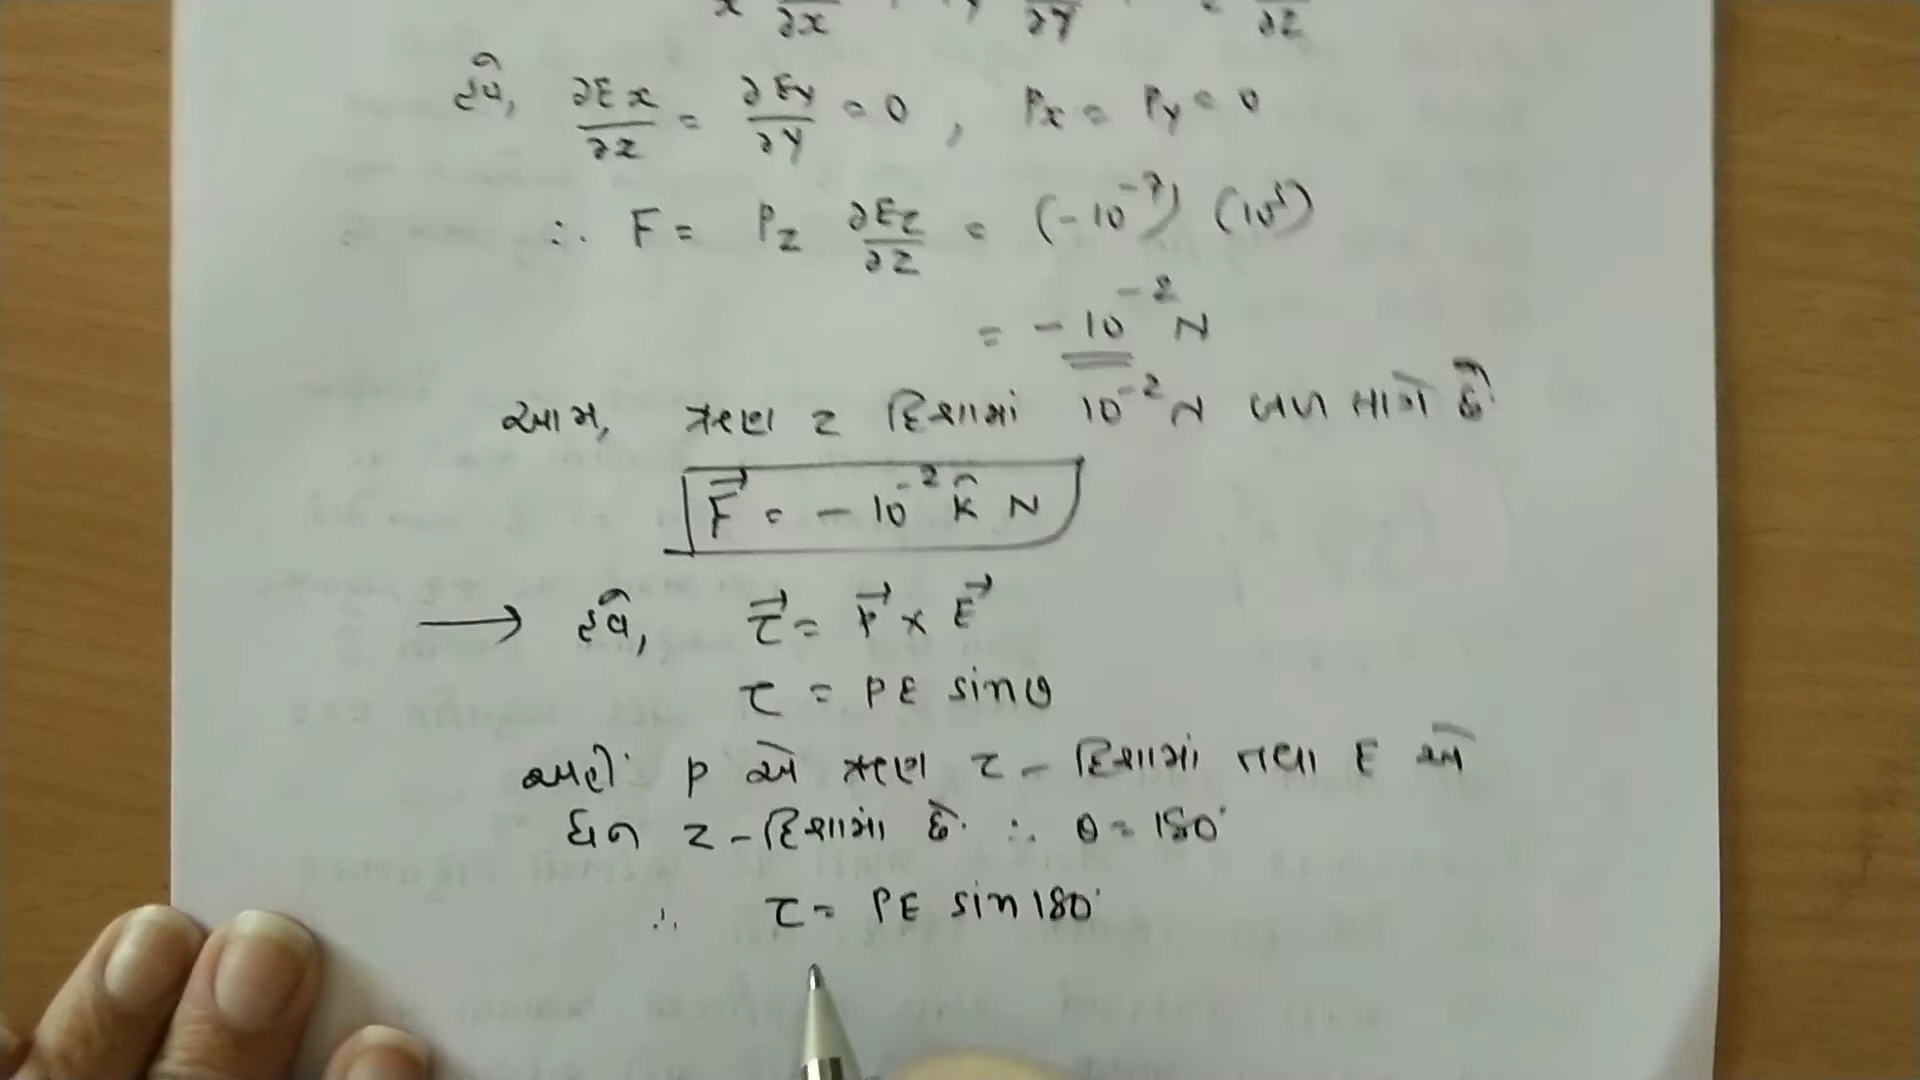 x ∂x y ∂y z ∂z
હવે, ∂Ex/∂x = ∂Ey/∂y = 0 , Px = Py = 0
∴ F = Pz ∂Ez/∂z = (-10⁻⁷) (10⁵)
= -10⁻² N
આમ, ઋણ z દિશામાં 10⁻² N બળ લાગે છે
F⃗ = -10⁻² k̂ N
→ હવે, τ⃗ = P⃗ × E⃗
τ = PE sinθ
અહીં P એ ઋણ z - દિશામાં તથા E એ
ધન z - દિશામાં છે. ∴ θ = 180°
∴ τ = PE sin180°